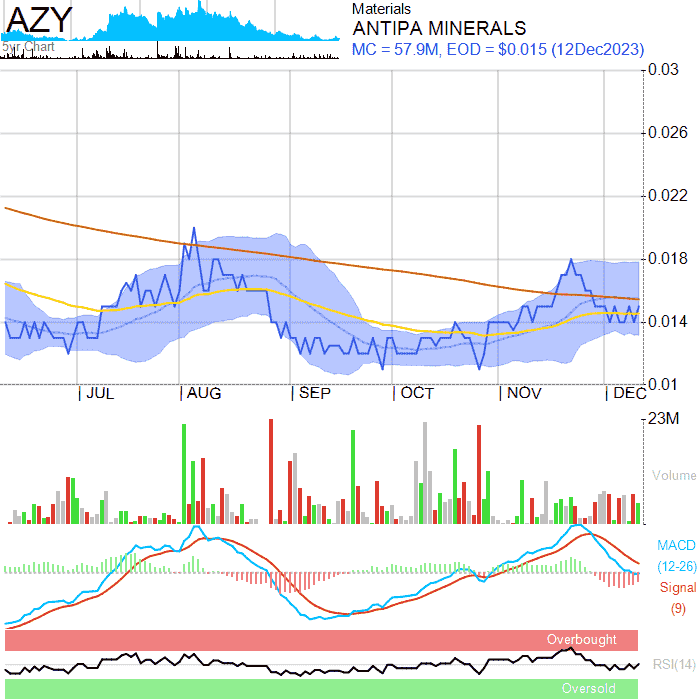 AZY
5yr Chart
Materials
ANTIPA MINERALS
MC = 57.9M, EOD = $0.015 (12Dec2023)
0.03
0.026
0.022
0.018
0.014
0.01
JUL AUG SEP OCT NOV DEC
23M
Volume
MACD
(12-26)
Signal
(9)
Overbought
RSI(14)
Oversold